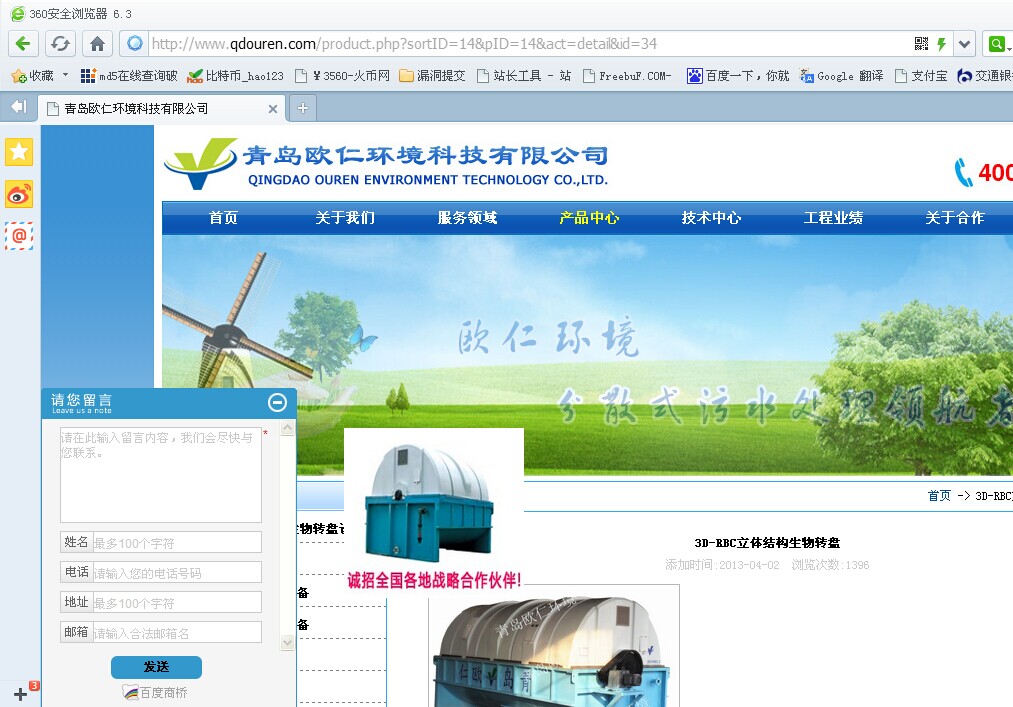 360安全浏览器 6.3
http://www.qdouren.com/product.php?sortID=14&pID=14&act=detail&id=34
收藏 md5在线查询破 比特币_hao123 ￥3560-火币网 漏洞提交 站长工具 - 站 FreebuF.COM- 百度一下，你就 Google 翻译 支付宝 交通银
青岛欧仁环境科技有限公司
青岛欧仁环境科技有限公司
QINGDAO OUREN ENVIRONMENT TECHNOLOGY CO.,LTD.
400
首页 关于我们 服务领域 产品中心 技术中心 工程业绩 关于合作
欧仁环境
分散式污水处理领航者
请您留言
Leave us a note
请在此输入留言内容，我们会尽快与
您联系。
*
姓名 最多100个字符
电话 请输入您的电话号码
地址 最多100个字符
邮箱 请输入合法邮箱名
发送
百度商桥
3
首页 -> 3D-RBC
生物转盘
备
备
诚招全国各地战略合作伙伴!
3D-RBC立体结构生物转盘
添加时间:2013-04-02 浏览次数:1396
青岛欧仁环境
仁欧 岛青